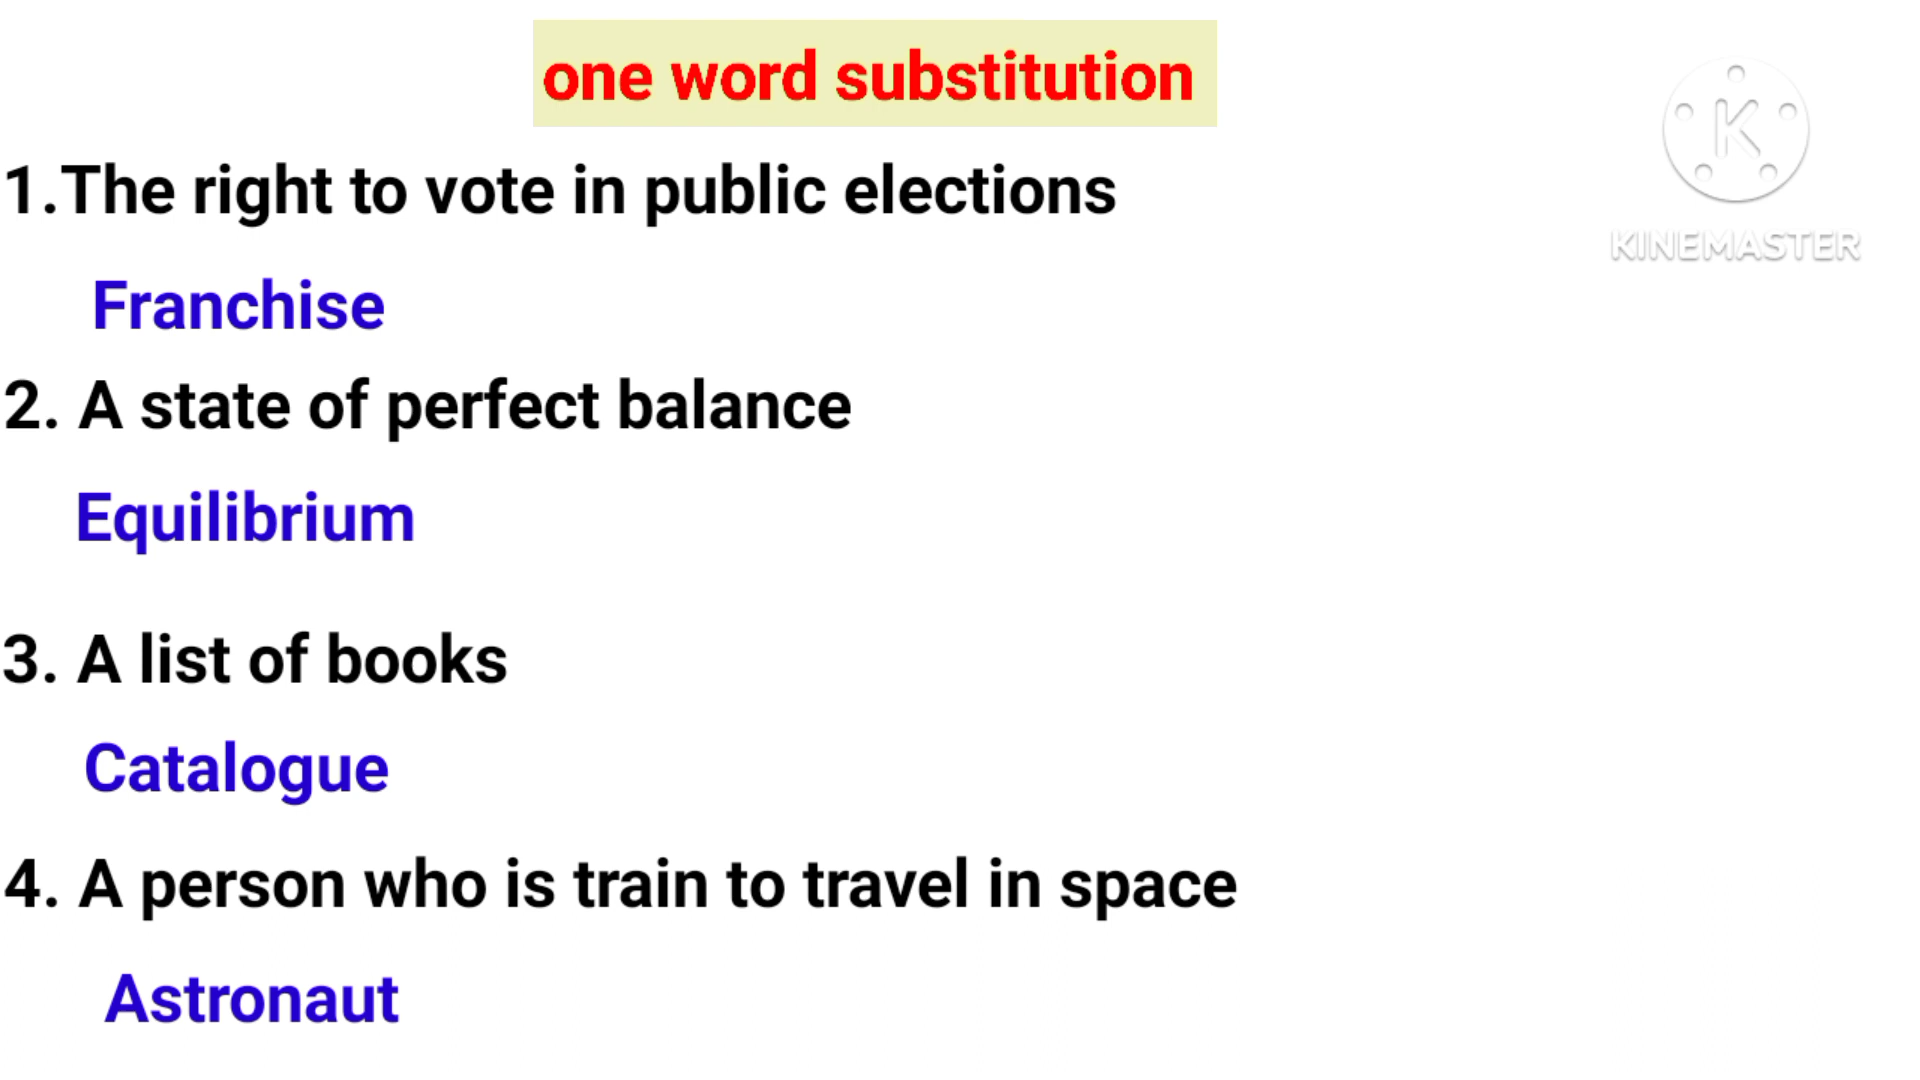 one word substitution
KINEMASTER
1.The right to vote in public elections
Franchise
2. A state of perfect balance
Equilibrium
3. A list of books
Catalogue
4. A person who is train to travel in space
Astronaut